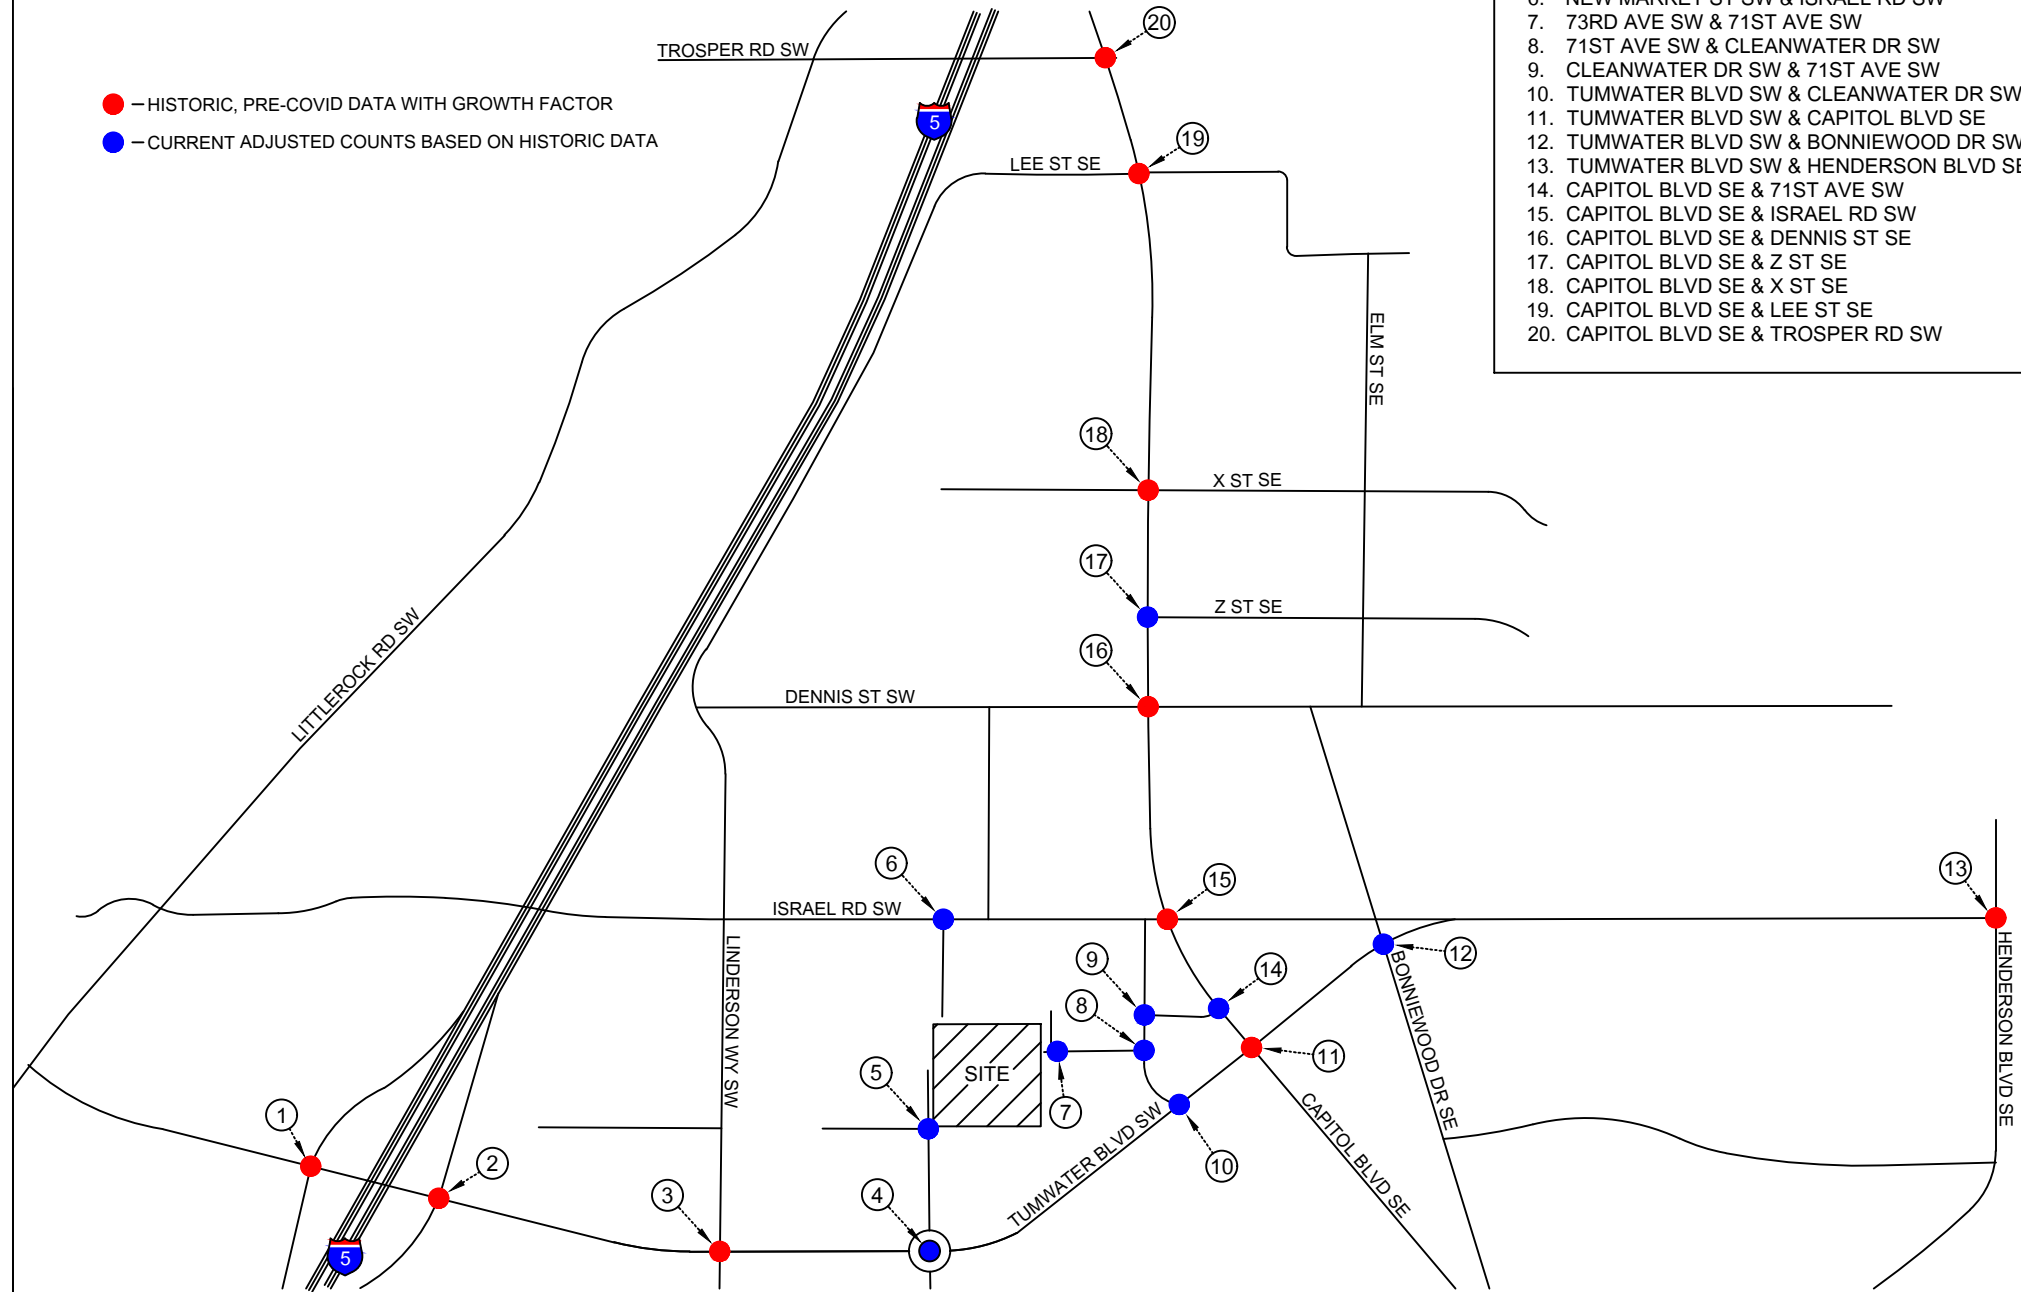 6. NEW MARKET ST SW & ISRAEL RD SW
7. 73RD AVE SW & 71ST AVE SW
8. 71ST AVE SW & CLEANWATER DR SW
9. CLEANWATER DR SW & 71ST AVE SW
10. TUMWATER BLVD SW & CLEANWATER DR SW
11. TUMWATER BLVD SW & CAPITOL BLVD SE
12. TUMWATER BLVD SW & BONNIEWOOD DR SW
13. TUMWATER BLVD SW & HENDERSON BLVD SE
14. CAPITOL BLVD SE & 71ST AVE SW
15. CAPITOL BLVD SE & ISRAEL RD SW
16. CAPITOL BLVD SE & DENNIS ST SE
17. CAPITOL BLVD SE & Z ST SE
18. CAPITOL BLVD SE & X ST SE
19. CAPITOL BLVD SE & LEE ST SE
20. CAPITOL BLVD SE & TROSPER RD SW
– HISTORIC, PRE-COVID DATA WITH GROWTH FACTOR
– CURRENT ADJUSTED COUNTS BASED ON HISTORIC DATA
20
TROSPER RD SW
5
19
LEE ST SE
ELM ST SE
18
X ST SE
17
Z ST SE
16
LITTLEROCK RD SW
DENNIS ST SW
6
15
13
ISRAEL RD SW
LINDERSON WY SW
9
14
12
BONNIEWOOD DR SE
HENDERSON BLVD SE
8
11
5
SITE
7
1
10
TUMWATER BLVD SW
CAPITOL BLVD SE
2
3
4
5